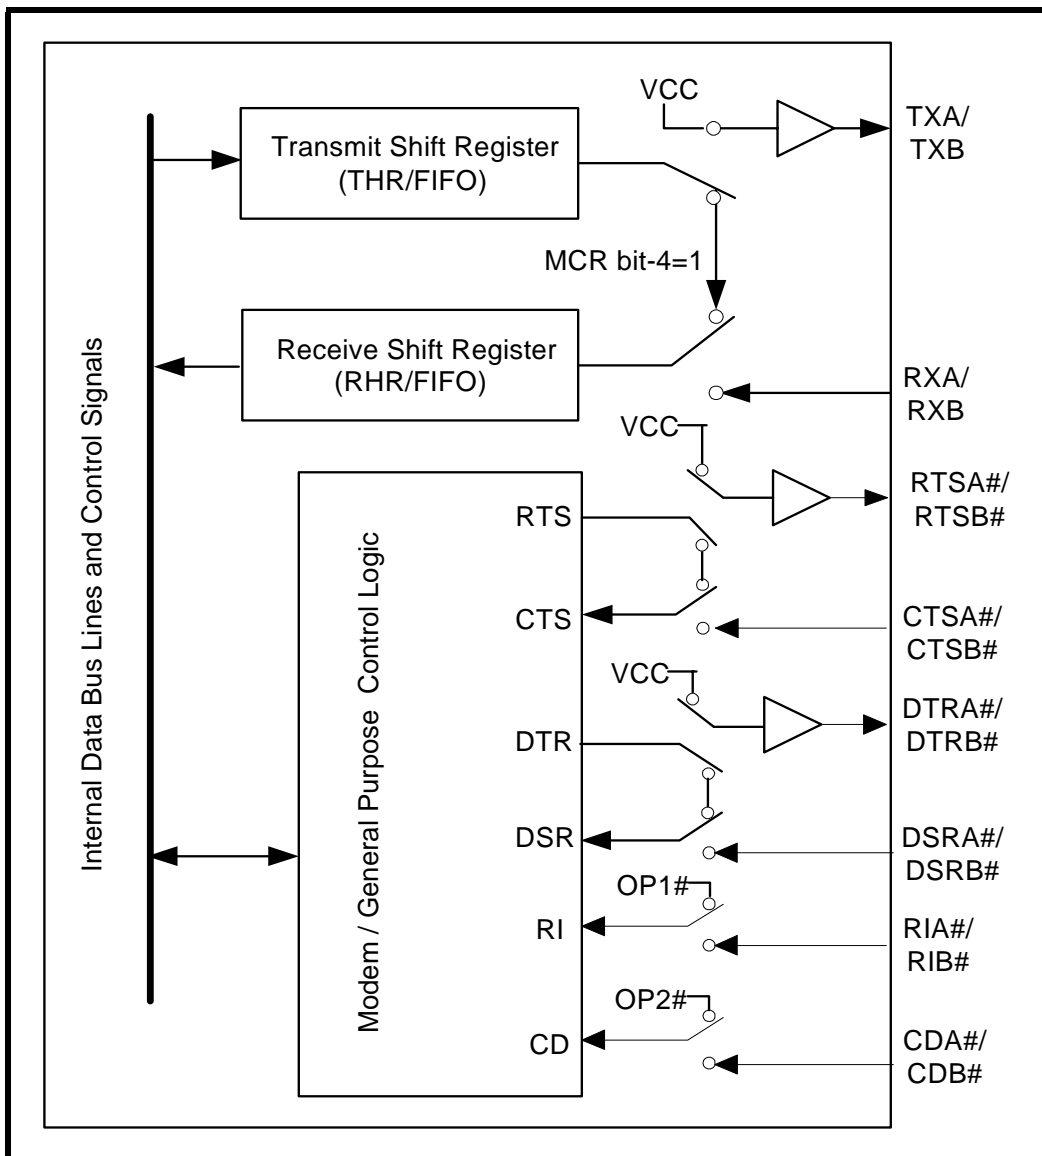 Internal Data Bus Lines and Control Signals
Transmit Shift Register
(THR/FIFO)
VCC
TXA/
TXB
MCR bit-4=1
Receive Shift Register
(RHR/FIFO)
RXA/
RXB
VCC
RTSA#/
RTSB#
Modem / General Purpose Control Logic
RTS
CTS
CTSA#/
CTSB#
VCC
DTRA#/
DTRB#
DTR
DSR
DSRA#/
DSRB#
OP1#
RI
RIA#/
RIB#
OP2#
CD
CDA#/
CDB#